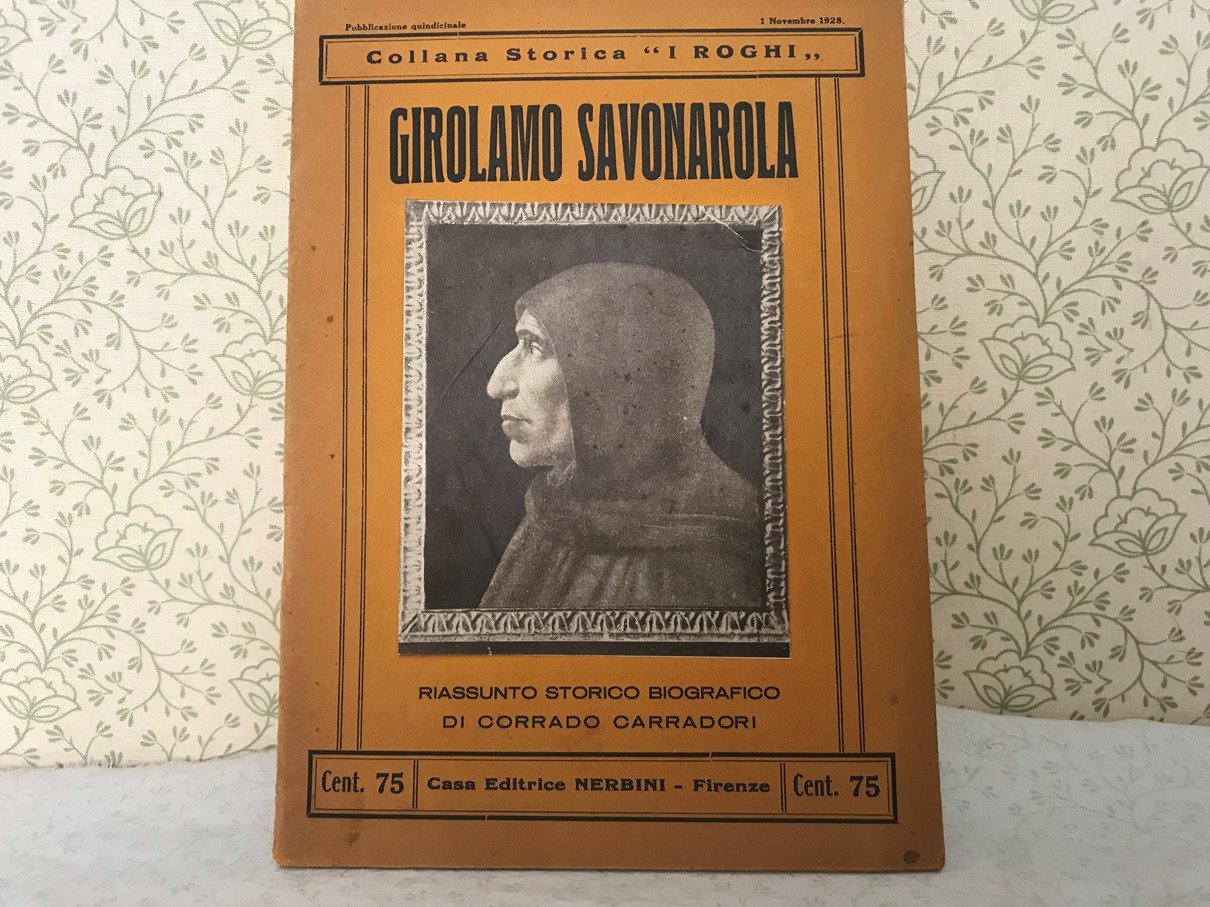 Pubblicazione quindicinale 1 Novembre 1928.
Collana Storica “I ROGHI„
GIROLAMO SAVONAROLA
RIASSUNTO STORICO BIOGRAFICO
DI CORRADO CARRADORI
Cent. 75 Casa Editrice NERBINI - Firenze Cent. 75